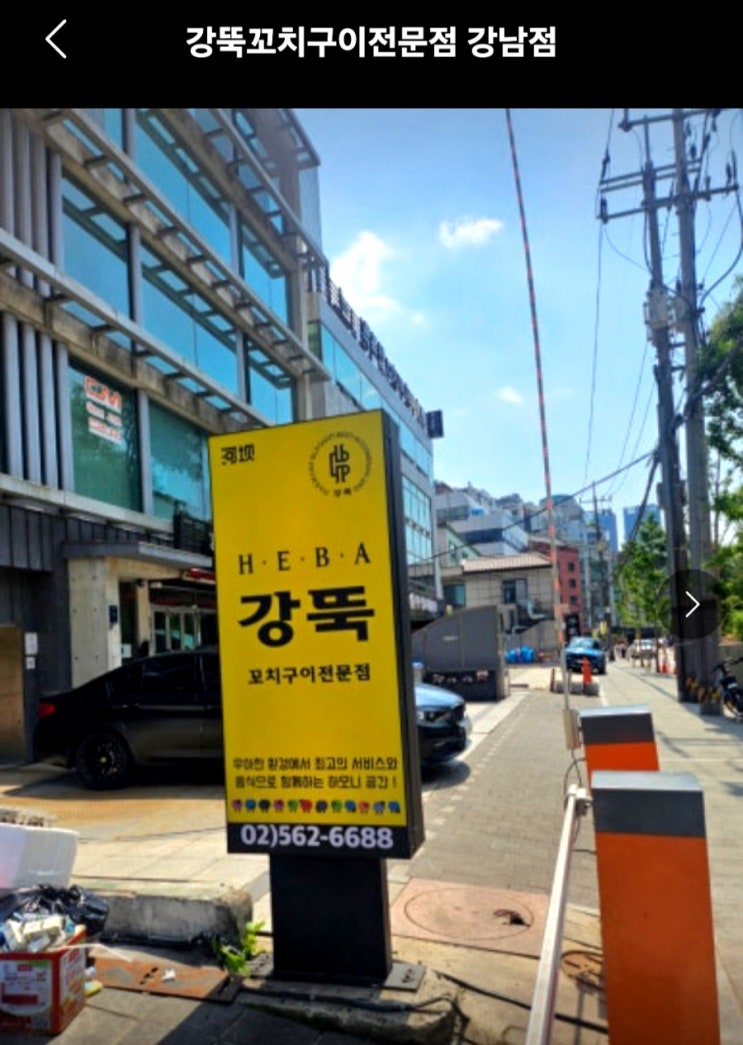 강뚝꼬치구이전문점 강남점
河坝
H·E·B·A
강뚝
꼬치구이전문점
우아한 환경에서 최고의 서비스와
음식으로 함께하는 하모니 공간!
02)562-6688